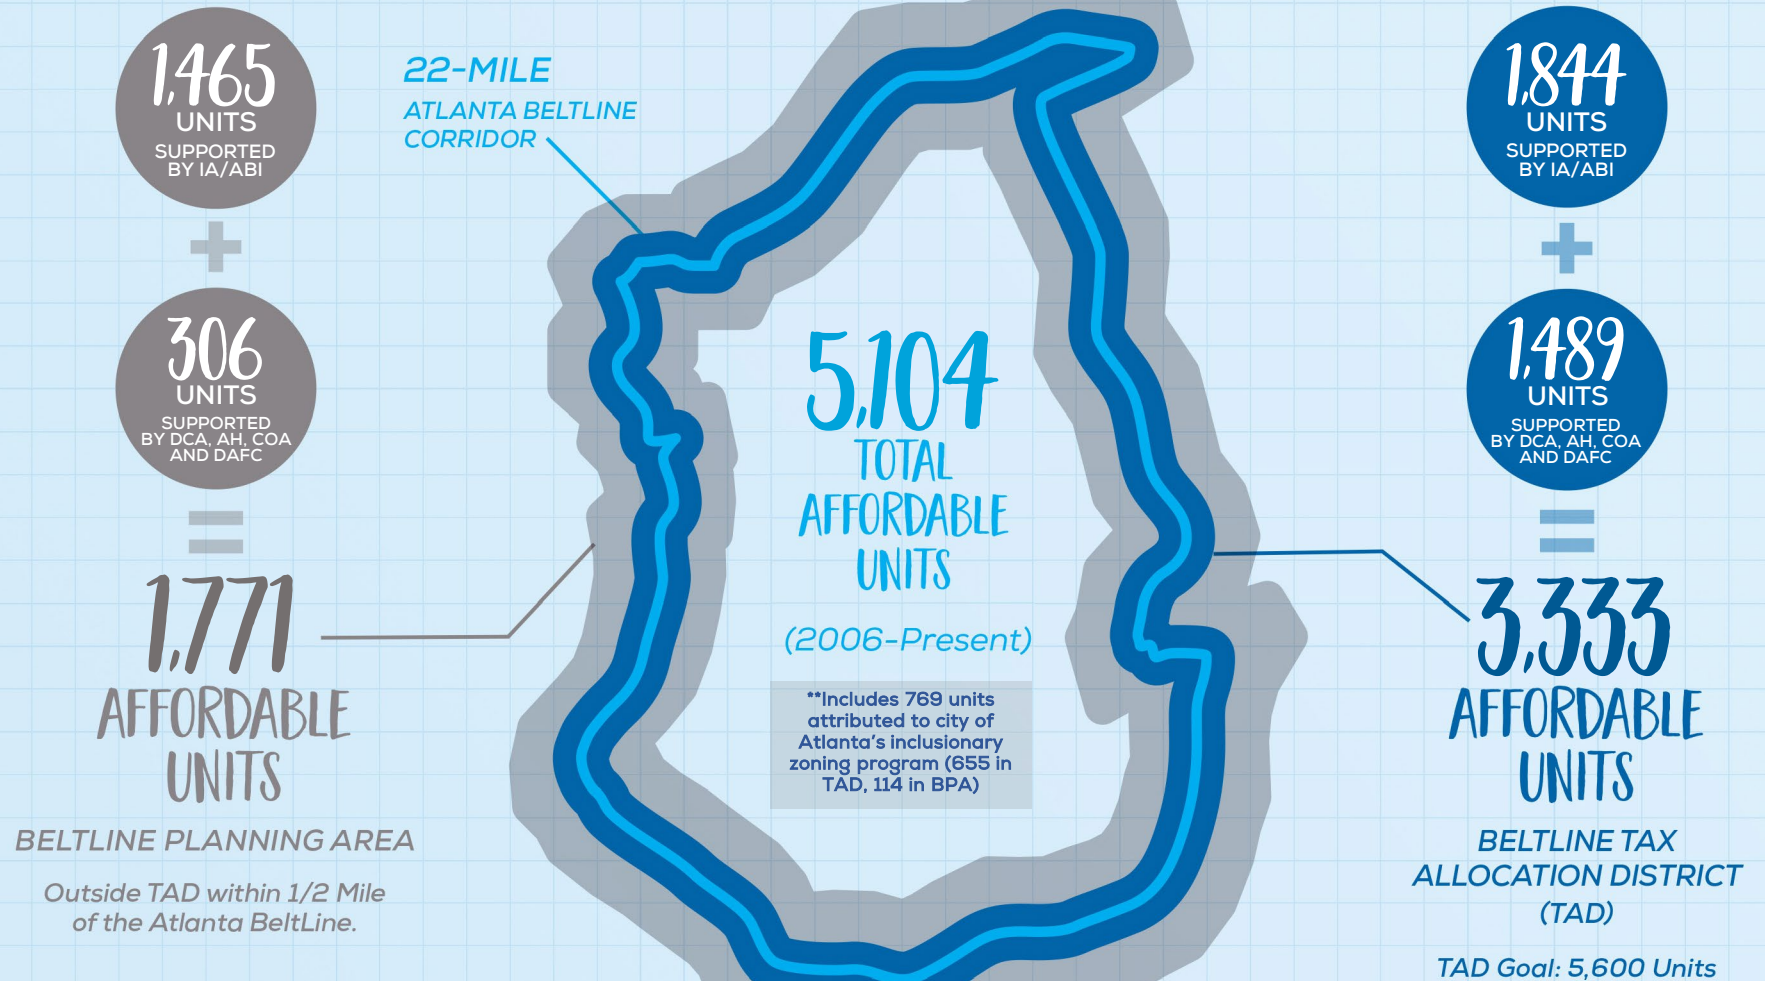 1,465
UNITS
SUPPORTED
BY IA/ABI
+
306
UNITS
SUPPORTED
BY DCA, AH, COA
AND DAFC
=
1,771
AFFORDABLE
UNITS
BELTLINE PLANNING AREA
Outside TAD within 1/2 Mile
of the Atlanta BeltLine.
22-MILE
ATLANTA BELTLINE
CORRIDOR
5,104
TOTAL
AFFORDABLE
UNITS
(2006-Present)
**Includes 769 units
attributed to city of
Atlanta's inclusionary
zoning program (655 in
TAD, 114 in BPA)
1,844
UNITS
SUPPORTED
BY IA/ABI
+
1,489
UNITS
SUPPORTED
BY DCA, AH, COA
AND DAFC
=
3,333
AFFORDABLE
UNITS
BELTLINE TAX
ALLOCATION DISTRICT
(TAD)
TAD Goal: 5,600 Units